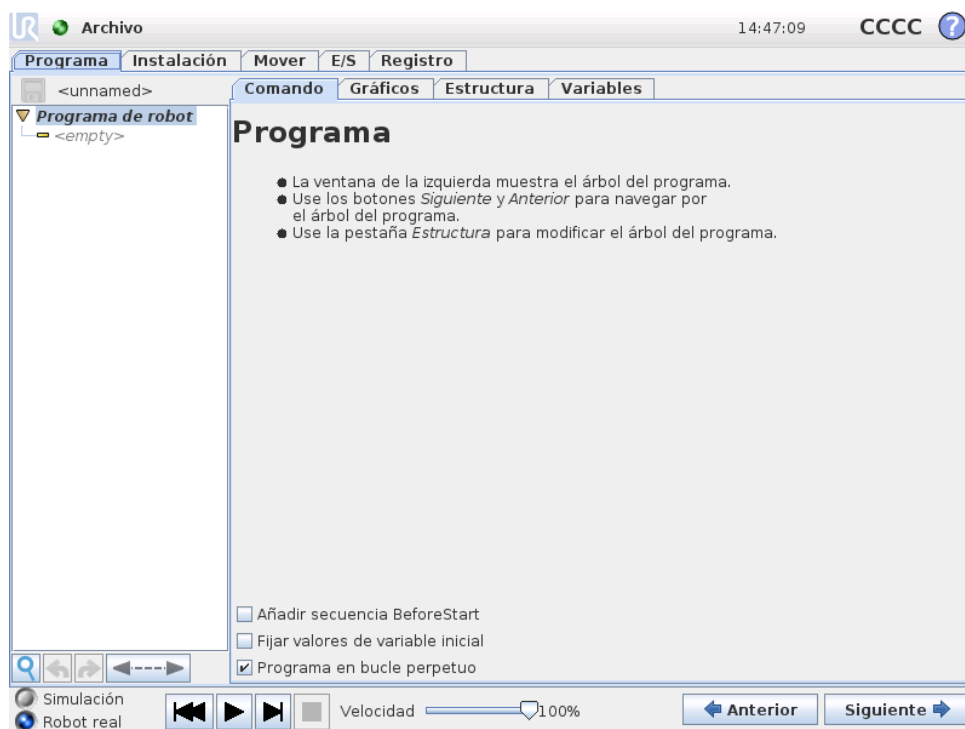 UR Archivo 14:47:09 CCCC ?
Programa Instalación Mover E/S Registro
<unnamed>
Comando Gráficos Estructura Variables
Programa de robot
<empty>
Programa
La ventana de la izquierda muestra el árbol del programa.
Use los botones Siguiente y Anterior para navegar por
el árbol del programa.
Use la pestaña Estructura para modificar el árbol del programa.
Añadir secuencia BeforeStart
Fijar valores de variable inicial
Programa en bucle perpetuo
Simulación
Robot real
Velocidad 100%
Anterior Siguiente